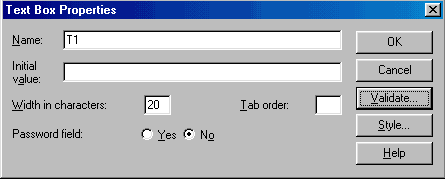 Text Box Properties
Name: T1
OK
Initial value:
Cancel
Width in characters: 20 Tab order:
Validate...
Style...
Password field: Yes No
Help